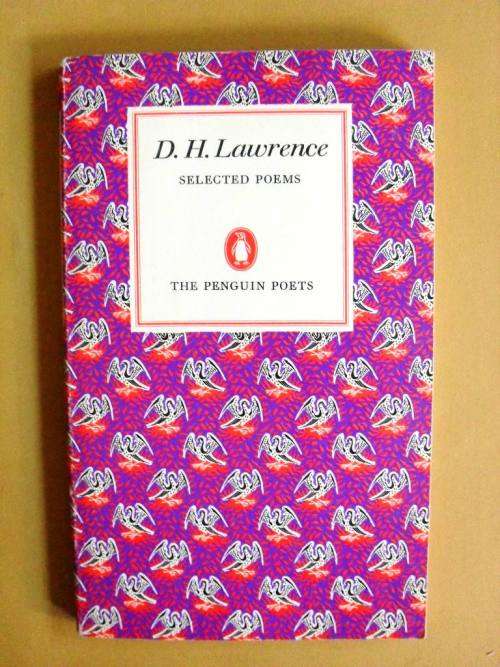 D. H. Lawrence
SELECTED POEMS
THE PENGUIN POETS